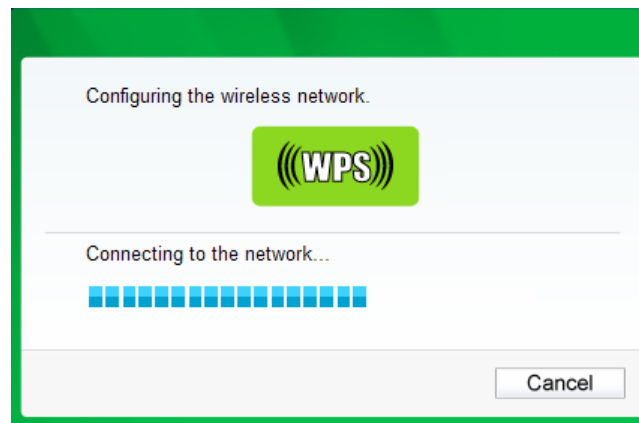 Configuring the wireless network.
(((WPS)))
Connecting to the network...
Cancel